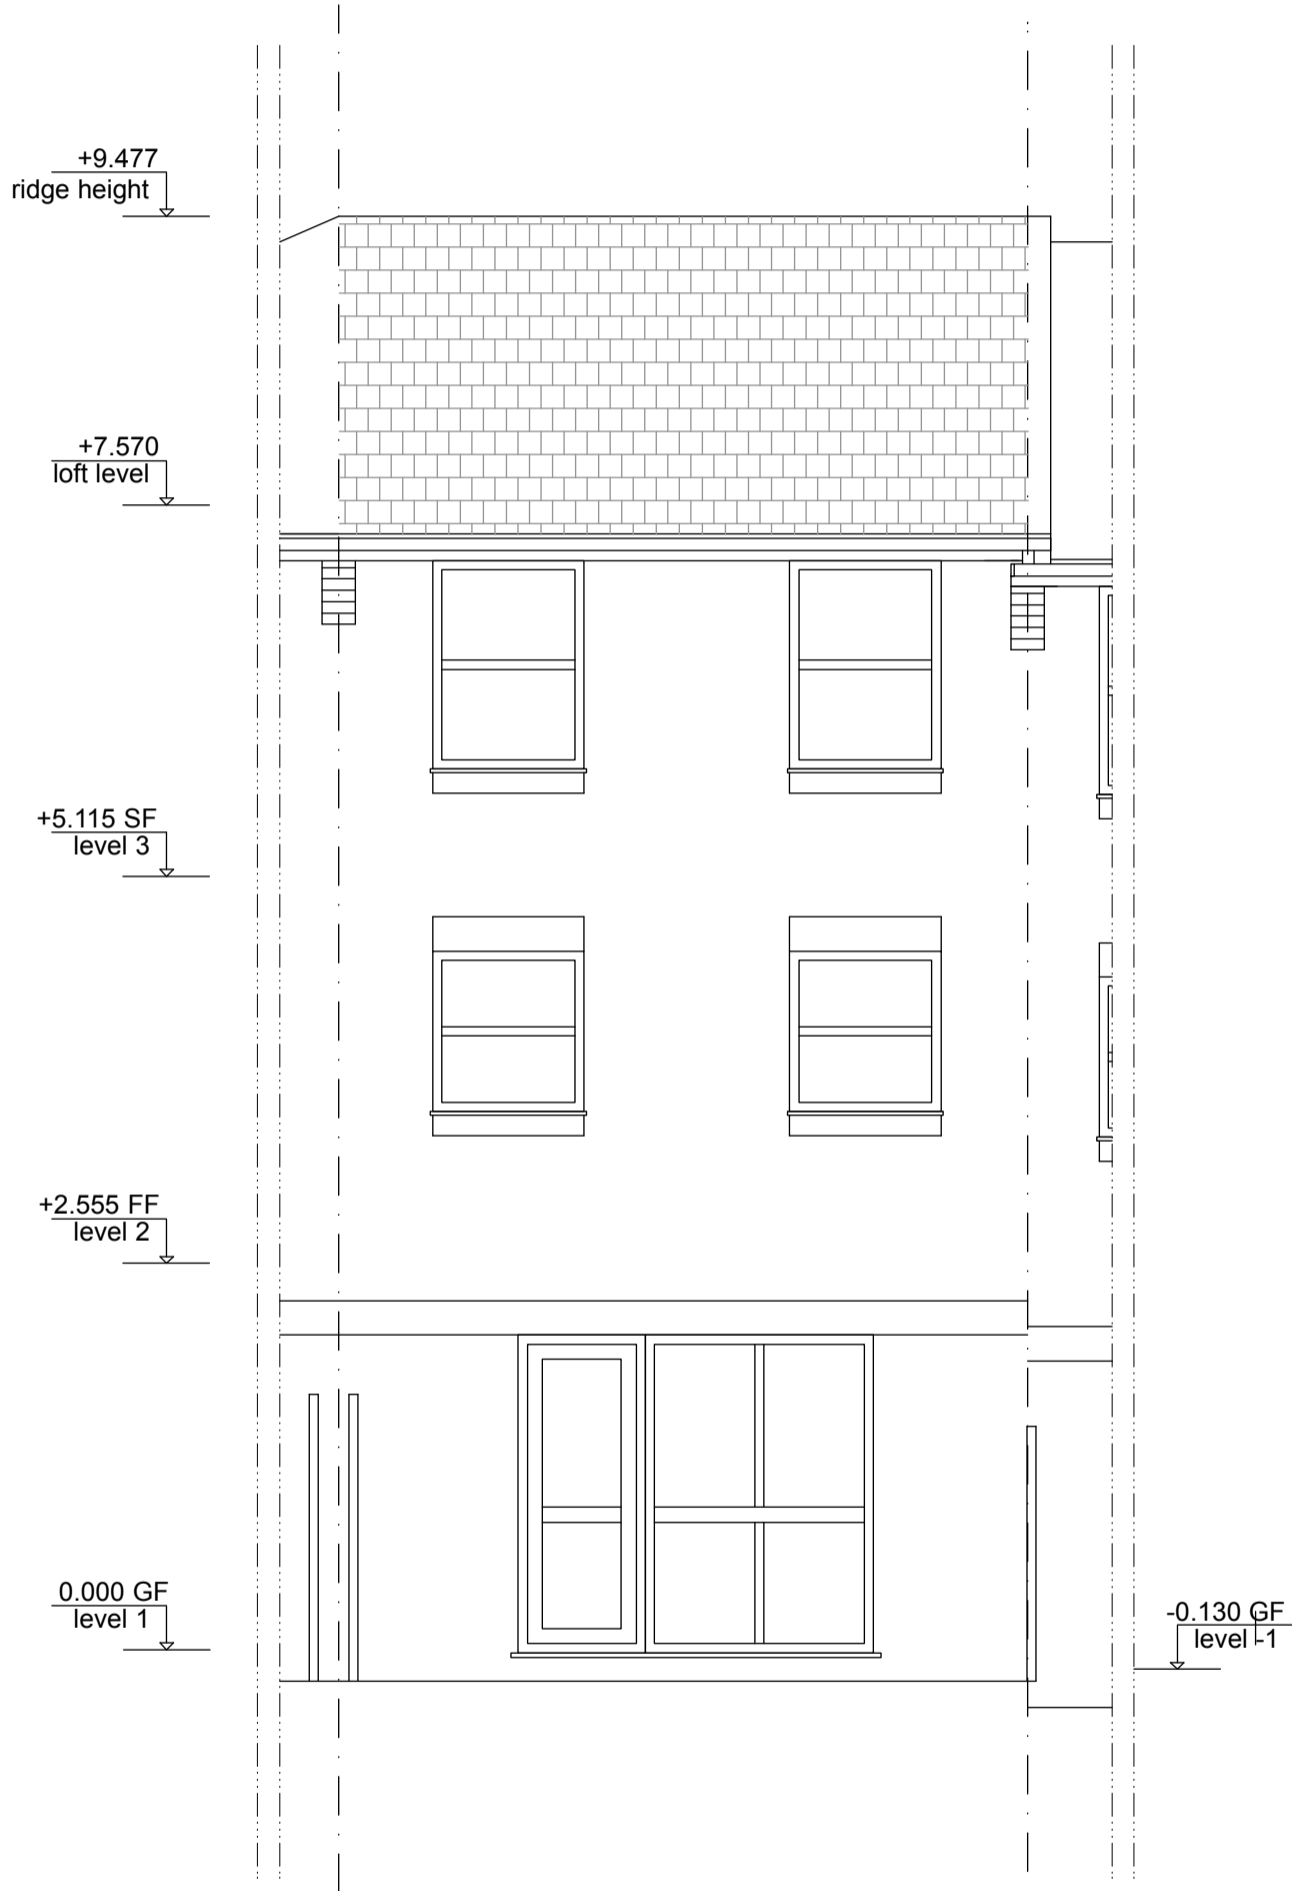 +9.477
ridge height
+7.570
loft level
+5.115 SF
level 3
+2.555 FF
level 2
0.000 GF
level 1
-0.130 GF
level -1